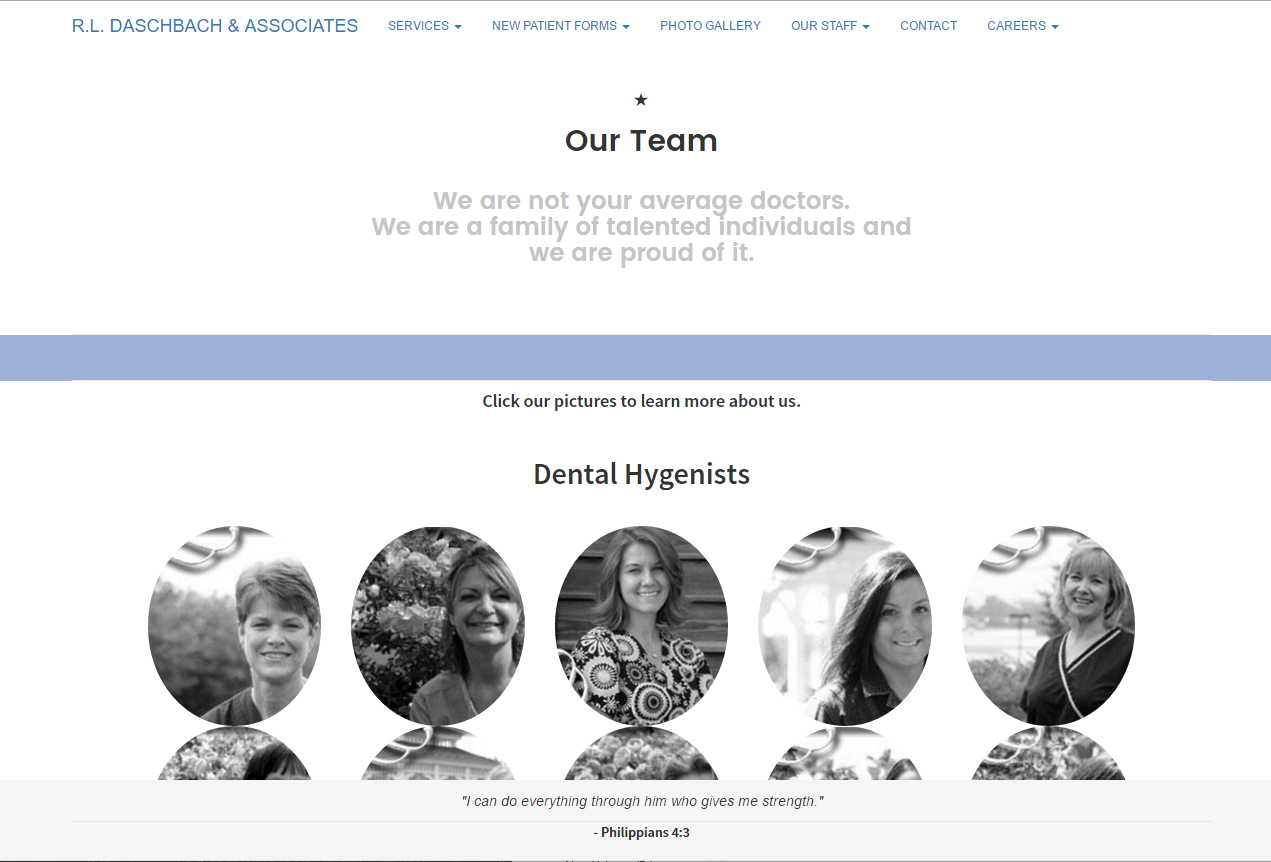 R.L. DASCHBACH & ASSOCIATES SERVICES NEW PATIENT FORMS PHOTO GALLERY OUR STAFF CONTACT CAREERS
Our Team
We are not your average doctors.
We are a family of talented individuals and
we are proud of it.
Click our pictures to learn more about us.
Dental Hygenists
"I can do everything through him who gives me strength."
- Philippians 4:3